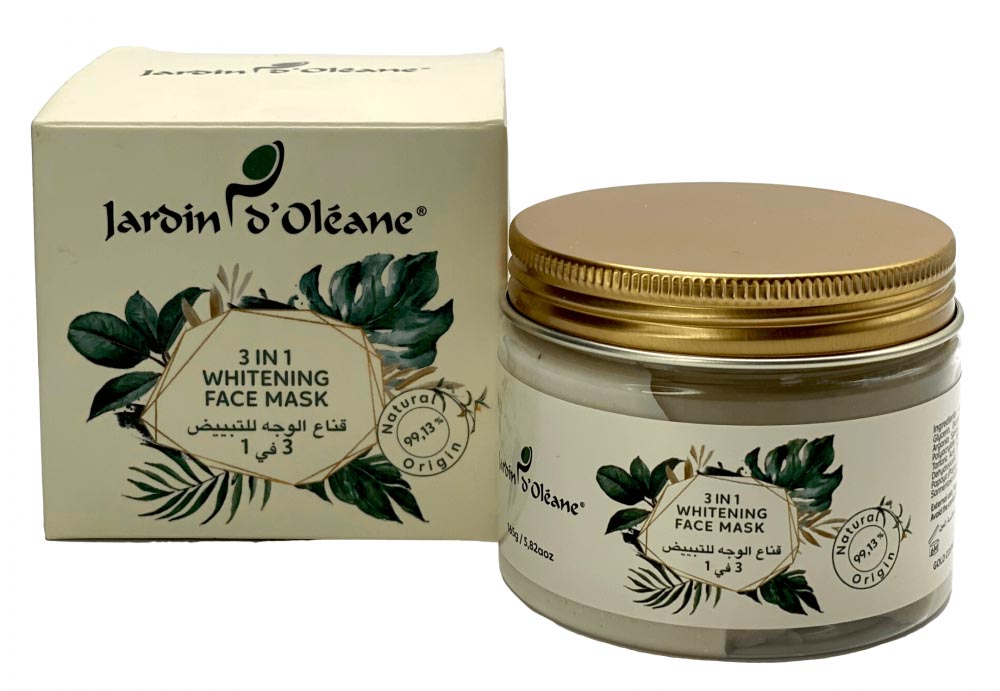 Jardin d'Oléane
Jardin d'Oléane®
3 IN 1
WHITENING
FACE MASK
قناع الوجه للتبييض
3 في 1
Natural
99,13 %
Origin
Jardin d'Oléane®
3 IN 1
WHITENING
FACE MASK
قناع الوجه للتبييض
3 في 1
Natural
99,13 %
Origin
/ 5,82oz
Ingredients
Glycerin,